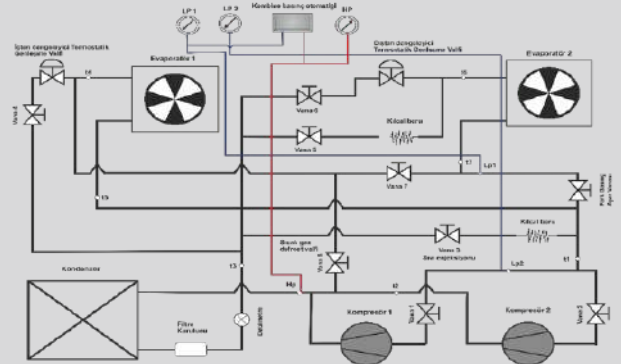 LP 1
LP 2
Kombine basınç otomatiği
HP
İçten dengeleyici Termostatik
Genleşme Valfi
Dıştan dengeleyici
Termostatik Genleşme Valfi
Evaporatör 1
Evaporatör 2
t4
t6
Vana 4
Vana 6
Kılcal boru
Vana 5
t7
Lp1
Vana 7
t5
Kılcal boru
Vana 3
Sıcak gaz
defrost valfi
Vana 8
Lp2
t1
Kondenser
t3
Hp
t2
Filtre
Kurutucu
Kompresör 1
Vana 1
Kompresör 2
Vana 2